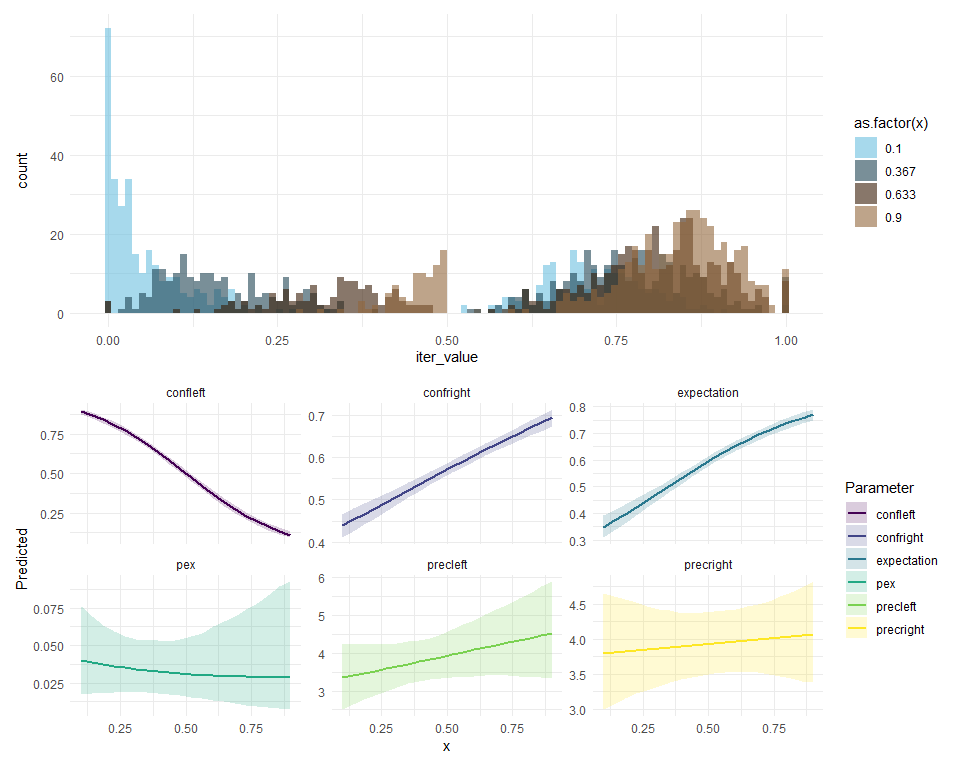 60
40
20
0
count
0.00 0.25 0.50 0.75 1.00
iter_value
as.factor(x)
0.1
0.367
0.633
0.9
confleft confright expectation
0.75
0.50
0.25
0.7
0.6
0.5
0.4
0.8
0.7
0.6
0.5
0.4
0.3
Predicted
pex precleft precright
0.075
0.050
0.025
6
5
4
3
4.5
4.0
3.5
3.0
0.25 0.50 0.75 0.25 0.50 0.75 0.25 0.50 0.75
x
Parameter
confleft
confright
expectation
pex
precleft
precright